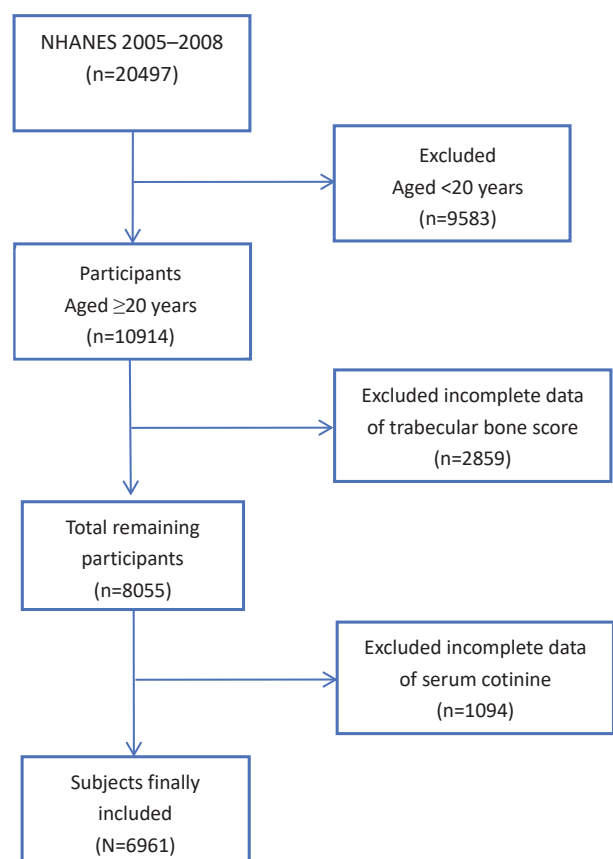 NHANES 2005–2008
(n=20497)
Excluded
Aged <20 years
(n=9583)
Participants
Aged ≥20 years
(n=10914)
Excluded incomplete data
of trabecular bone score
(n=2859)
Total remaining
participants
(n=8055)
Excluded incomplete data
of serum cotinine
(n=1094)
Subjects finally
included
(N=6961)